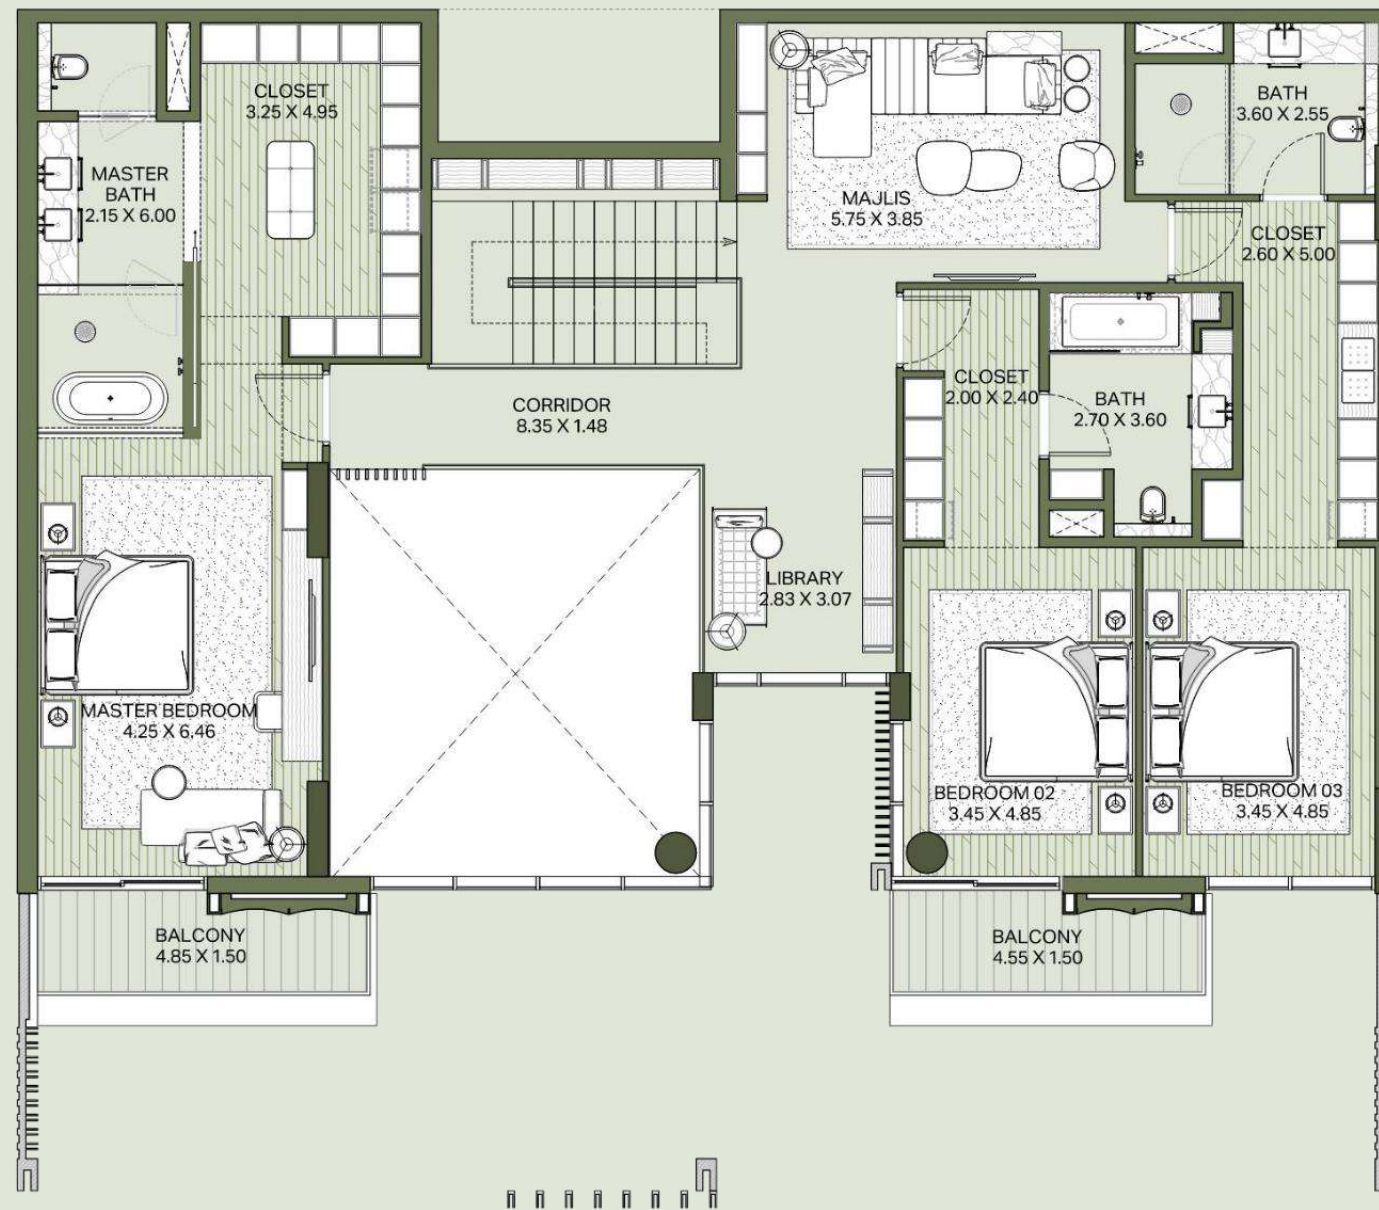 CLOSET
3.25 X 4.95
BATH
3.60 X 2.55
MASTER
BATH
2.15 X 6.00
MAJLIS
5.75 X 3.85
CLOSET
2.60 X 5.00
CLOSET
2.00 X 2.40
BATH
2.70 X 3.60
CORRIDOR
8.35 X 1.48
LIBRARY
2.83 X 3.07
MASTER BEDROOM
4.25 X 6.46
BEDROOM 02
3.45 X 4.85
BEDROOM 03
3.45 X 4.85
BALCONY
4.85 X 1.50
BALCONY
4.55 X 1.50